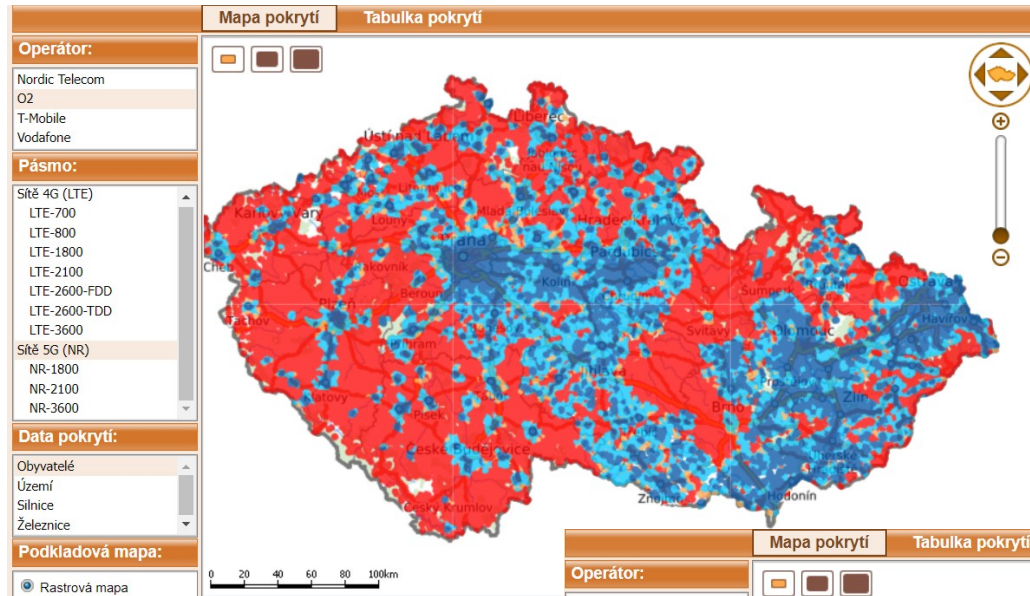 Mapa pokrytí
Tabulka pokrytí
Operátor:
Nordic Telecom
O2
T-Mobile
Vodafone
Pásmo:
Sítě 4G (LTE)
LTE-700
LTE-800
LTE-1800
LTE-2100
LTE-2600-FDD
LTE-2600-TDD
LTE-3600
Sítě 5G (NR)
NR-1800
NR-2100
NR-3600
Data pokrytí:
Obyvatelé
Území
Silnice
Železnice
Podkladová mapa:
Rastrová mapa
Liberec
Ústí nad Labem
Karlovy Vary
Louny
Mladá Boleslav
Hradec Králové
Praha
Pardubice
Cheb
Rakovník
Kolín
Beroun
Šumperk
Ostrava
Plzeň
Havířov
Tachov
Svitavy
Olomouc
Příbram
Jihlava
Klatovy
Tábor
Zlín
Písek
Brno
České Budějovice
Znojmo
Hodonín
Český Krumlov
0 20 40 60 80 100km
Mapa pokrytí
Tabulka pokrytí
Operátor: